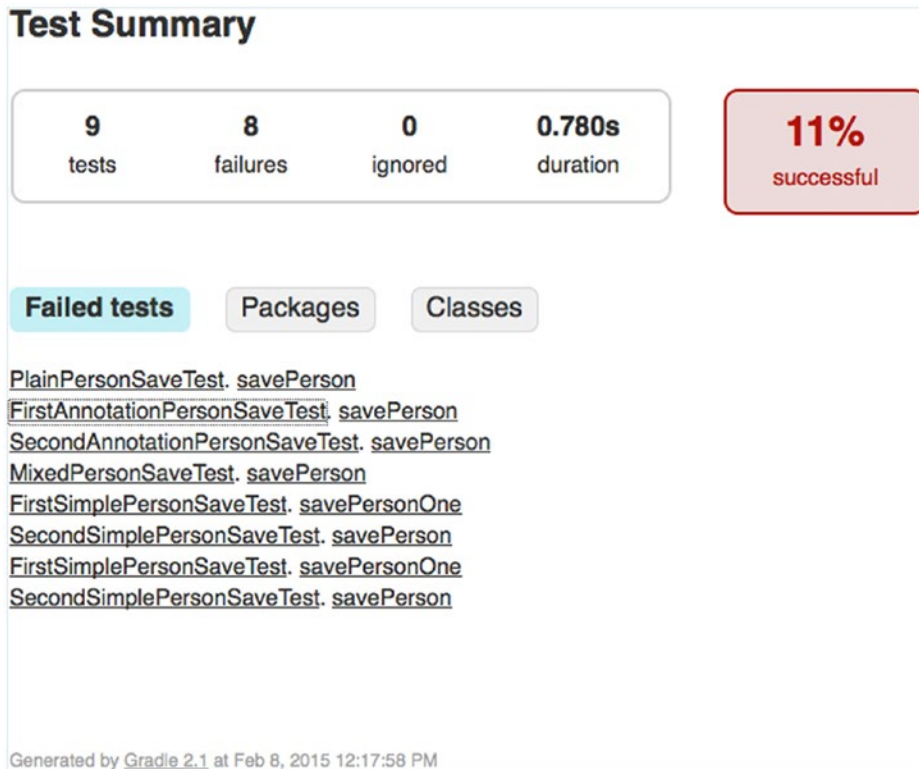 Test Summary
9 8 0 0.780s 11%
tests failures ignored duration successful
Failed tests Packages Classes
PlainPersonSaveTest. savePerson
FirstAnnotationPersonSaveTest. savePerson
SecondAnnotationPersonSaveTest. savePerson
MixedPersonSaveTest. savePerson
FirstSimplePersonSaveTest. savePersonOne
SecondSimplePersonSaveTest. savePerson
FirstSimplePersonSaveTest. savePersonOne
SecondSimplePersonSaveTest. savePerson
Generated by Gradle 2.1 at Feb 8, 2015 12:17:58 PM